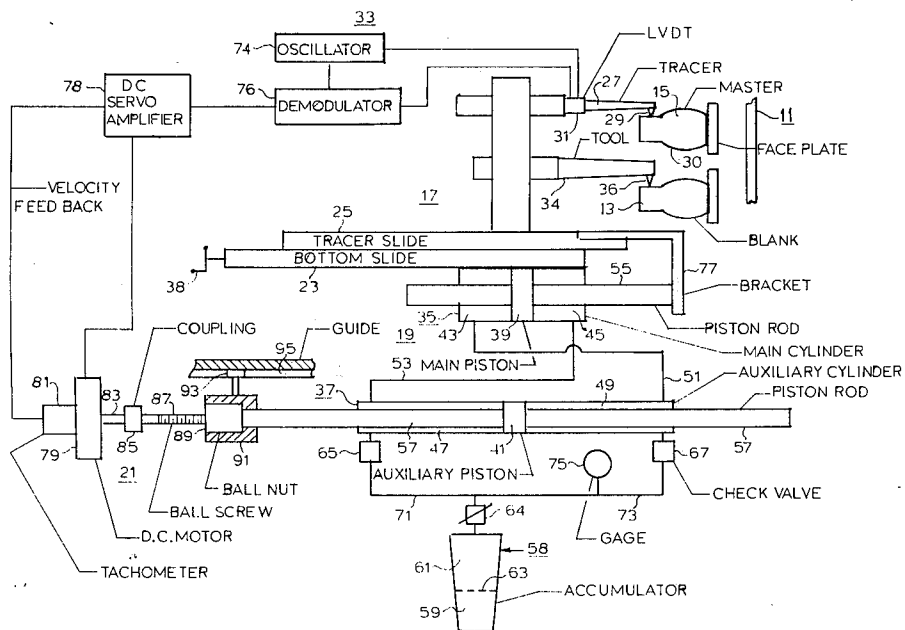 33
74
OSCILLATOR
LVDT
TRACER
78
DC
SERVO
AMPLIFIER
76
DEMODULATOR
27
15
MASTER
11
29
31
TOOL
30
FACE PLATE
36
34
13
VELOCITY
FEED BACK
17
25
TRACER SLIDE
BLANK
BOTTOM SLIDE
38
23
55
77
BRACKET
COUPLING
GUIDE
35
43
39
45
PISTON ROD
19
95
MAIN PISTON
MAIN CYLINDER
81
53
51
AUXILIARY CYLINDER
93
83
87
37
49
PISTON ROD
79
85
89
91
57
47
41
57
21
65
75
67
BALL NUT
AUXILIARY PISTON
CHECK VALVE
BALL SCREW
71
73
D.C. MOTOR
64
GAGE
TACHOMETER
58
61
63
ACCUMULATOR
59